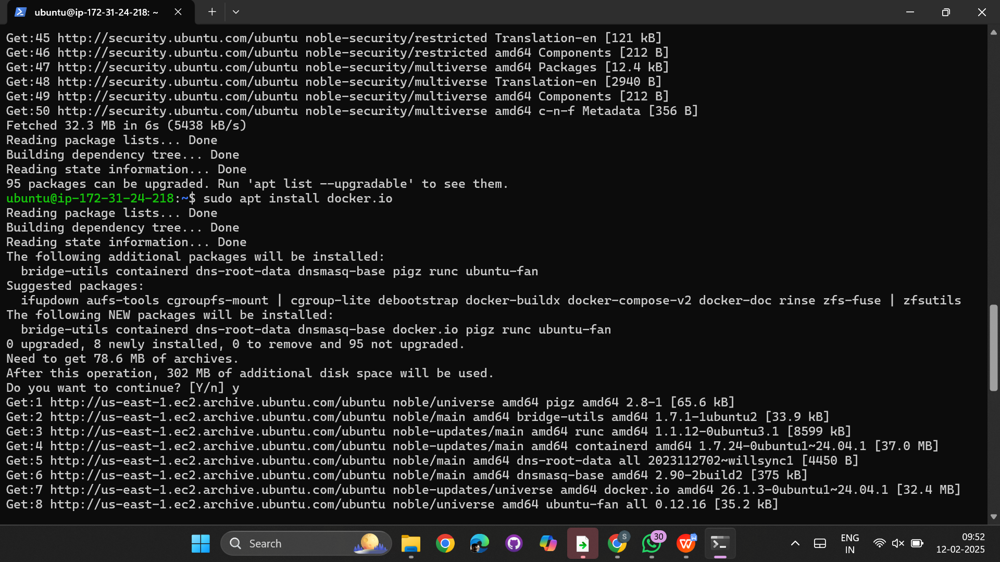 ubuntu@ip-172-31-24-218: ~
Get:45 http://security.ubuntu.com/ubuntu noble-security/restricted Translation-en [121 kB]
Get:46 http://security.ubuntu.com/ubuntu noble-security/restricted amd64 Components [212 B]
Get:47 http://security.ubuntu.com/ubuntu noble-security/multiverse amd64 Packages [12.4 kB]
Get:48 http://security.ubuntu.com/ubuntu noble-security/multiverse Translation-en [2940 B]
Get:49 http://security.ubuntu.com/ubuntu noble-security/multiverse amd64 Components [212 B]
Get:50 http://security.ubuntu.com/ubuntu noble-security/multiverse amd64 c-n-f Metadata [356 B]
Fetched 32.3 MB in 6s (5438 kB/s)
Reading package lists... Done
Building dependency tree... Done
Reading state information... Done
95 packages can be upgraded. Run 'apt list --upgradable' to see them.
ubuntu@ip-172-31-24-218:~$ sudo apt install docker.io
Reading package lists... Done
Building dependency tree... Done
Reading state information... Done
The following additional packages will be installed:
  bridge-utils containerd dns-root-data dnsmasq-base pigz runc ubuntu-fan
Suggested packages:
  ifupdown aufs-tools cgroupfs-mount | cgroup-lite debootstrap docker-buildx docker-compose-v2 docker-doc rinse zfs-fuse | zfsutils
The following NEW packages will be installed:
  bridge-utils containerd dns-root-data dnsmasq-base docker.io pigz runc ubuntu-fan
0 upgraded, 8 newly installed, 0 to remove and 95 not upgraded.
Need to get 78.6 MB of archives.
After this operation, 302 MB of additional disk space will be used.
Do you want to continue? [Y/n] y
Get:1 http://us-east-1.ec2.archive.ubuntu.com/ubuntu noble/universe amd64 pigz amd64 2.8-1 [65.6 kB]
Get:2 http://us-east-1.ec2.archive.ubuntu.com/ubuntu noble/main amd64 bridge-utils amd64 1.7.1-1ubuntu2 [33.9 kB]
Get:3 http://us-east-1.ec2.archive.ubuntu.com/ubuntu noble-updates/main amd64 runc amd64 1.1.12-0ubuntu3.1 [8599 kB]
Get:4 http://us-east-1.ec2.archive.ubuntu.com/ubuntu noble-updates/main amd64 containerd amd64 1.7.24-0ubuntu1~24.04.1 [37.0 MB]
Get:5 http://us-east-1.ec2.archive.ubuntu.com/ubuntu noble/main amd64 dns-root-data all 2023112702~willsync1 [4450 B]
Get:6 http://us-east-1.ec2.archive.ubuntu.com/ubuntu noble/main amd64 dnsmasq-base amd64 2.90-2build2 [375 kB]
Get:7 http://us-east-1.ec2.archive.ubuntu.com/ubuntu noble-updates/universe amd64 docker.io amd64 26.1.3-0ubuntu1~24.04.1 [32.4 MB]
Get:8 http://us-east-1.ec2.archive.ubuntu.com/ubuntu noble/universe amd64 ubuntu-fan all 0.12.16 [35.2 kB]
Search
S
30
W
ENG
IN
09:52
12-02-2025